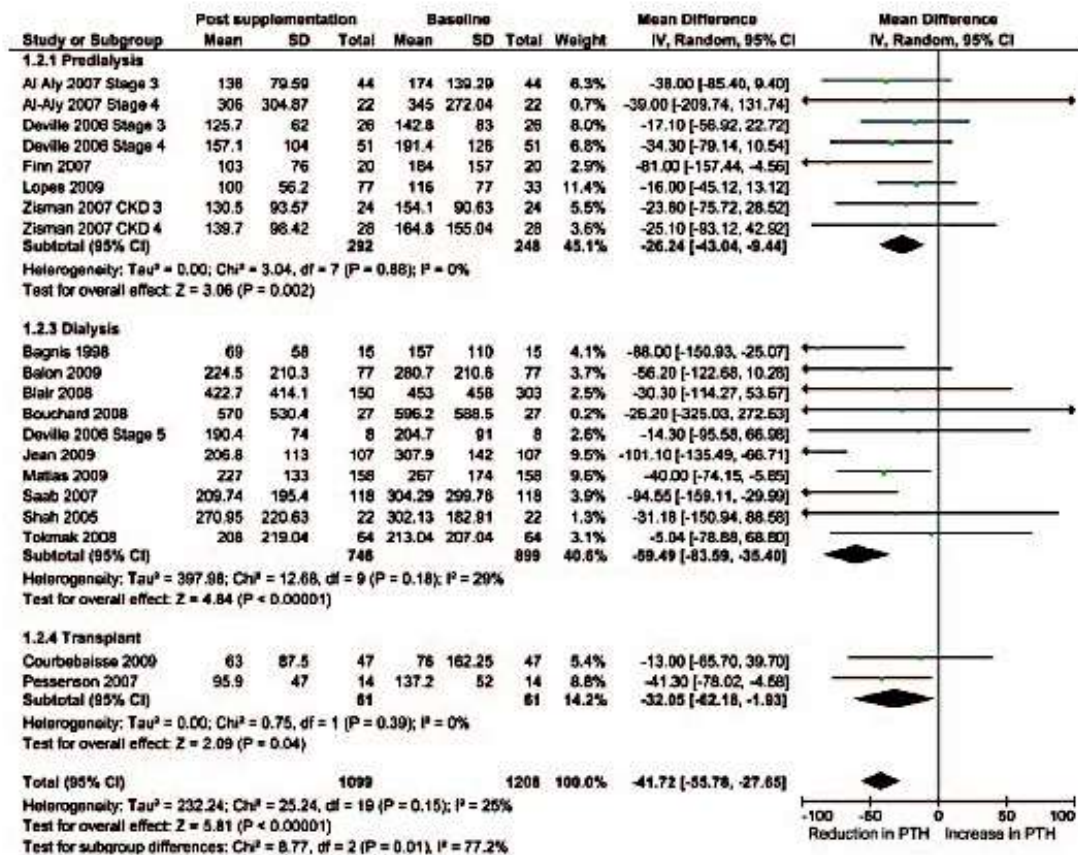 Post supplementation Baseline Mean Difference Mean Difference
Study or Subgroup Mean SD Total Mean SD Total Weight IV, Random, 95% CI IV, Random, 95% CI
1.2.1 Predialysis
Al Aly 2007 Stage 3 136 79.59 44 174 139.29 44 6.3% -38.00 [-85.40, 9.40]
Al-Aly 2007 Stage 4 306 304.87 22 345 272.04 22 0.7% -39.00 [-209.74, 131.74]
Deville 2006 Stage 3 125.7 62 26 142.8 83 26 8.0% -17.10 [-56.92, 22.72]
Deville 2006 Stage 4 157.1 104 51 191.4 126 51 6.8% -34.30 [-79.14, 10.54]
Finn 2007 103 76 20 184 157 20 2.9% -81.00 [-157.44, -4.56]
Lopes 2009 100 56.2 77 116 77 33 11.4% -16.00 [-45.12, 13.12]
Zisman 2007 CKD 3 130.5 93.57 24 154.1 90.63 24 5.5% -23.60 [-75.72, 28.52]
Zisman 2007 CKD 4 139.7 98.42 28 164.8 155.04 28 3.6% -25.10 [-93.12, 42.92]
Subtotal (95% CI) 292 248 45.1% -26.24 [-43.04, -9.44]
Heterogeneity: Tau² = 0.00; Chi² = 3.04, df = 7 (P = 0.88); I² = 0%
Test for overall effect: Z = 3.06 (P = 0.002)
1.2.3 Dialysis
Bagnis 1998 69 58 15 157 110 15 4.1% -88.00 [-150.93, -25.07]
Balon 2009 224.5 210.3 77 280.7 210.6 77 3.7% -56.20 [-122.68, 10.28]
Blair 2008 422.7 414.1 150 453 458 303 2.5% -30.30 [-114.27, 53.67]
Bouchard 2008 570 530.4 27 596.2 588.5 27 0.2% -26.20 [-325.03, 272.63]
Deville 2006 Stage 5 190.4 74 8 204.7 91 8 2.6% -14.30 [-95.58, 66.98]
Jean 2009 206.8 113 107 307.9 142 107 9.5% -101.10 [-135.49, -66.71]
Matias 2009 227 133 158 267 174 158 9.6% -40.00 [-74.15, -5.85]
Saab 2007 209.74 195.4 118 304.29 299.76 118 3.9% -94.55 [-159.11, -29.99]
Shah 2005 270.95 220.63 22 302.13 182.91 22 1.3% -31.18 [-150.94, 88.58]
Tokmak 2008 208 219.04 64 213.04 207.04 64 3.1% -5.04 [-78.88, 68.80]
Subtotal (95% CI) 746 899 40.6% -59.49 [-83.59, -35.40]
Heterogeneity: Tau² = 397.98; Chi² = 12.68, df = 9 (P = 0.18); I² = 29%
Test for overall effect: Z = 4.84 (P < 0.00001)
1.2.4 Transplant
Courbebaisse 2009 63 87.5 47 76 162.25 47 5.4% -13.00 [-65.70, 39.70]
Pessenson 2007 95.9 47 14 137.2 52 14 8.8% -41.30 [-78.02, -4.58]
Subtotal (95% CI) 61 61 14.2% -32.05 [-62.18, -1.93]
Heterogeneity: Tau² = 0.00; Chi² = 0.75, df = 1 (P = 0.39); I² = 0%
Test for overall effect: Z = 2.09 (P = 0.04)
Total (95% CI) 1099 1208 100.0% -41.72 [-55.78, -27.65]
Heterogeneity: Tau² = 232.24; Chi² = 25.24, df = 19 (P = 0.15); I² = 25%
Test for overall effect: Z = 5.81 (P < 0.00001)
Test for subgroup differences: Chi² = 8.77, df = 2 (P = 0.01), I² = 77.2%
-100 -50 0 50 100
Reduction in PTH Increase in PTH